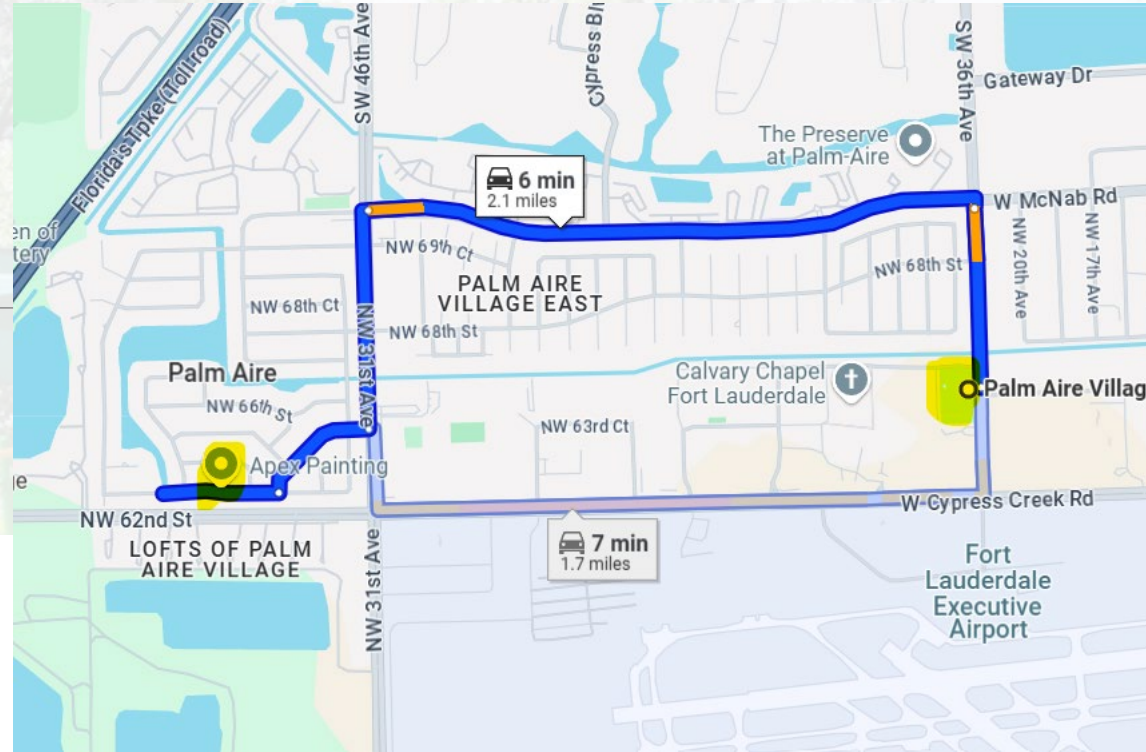 Florida's Tpke (Toll road)
SW 46th Ave
SW 36th Ave
Gateway Dr
The Preserve
at Palm-Aire
6 min
2.1 miles
W McNab Rd
NW 69th Ct
NW 68th St
NW 20th Ave
NW 17th Ave
PALM AIRE
VILLAGE EAST
NW 68th Ct
NW 68th St
NW 31st Ave
Palm Aire
Calvary Chapel
Fort Lauderdale
Palm Aire Villag
NW 66th St
NW 63rd Ct
Apex Painting
W Cypress Creek Rd
NW 62nd St
7 min
1.7 miles
LOFTS OF PALM
AIRE VILLAGE
NW 31st Ave
Fort
Lauderdale
Executive
Airport